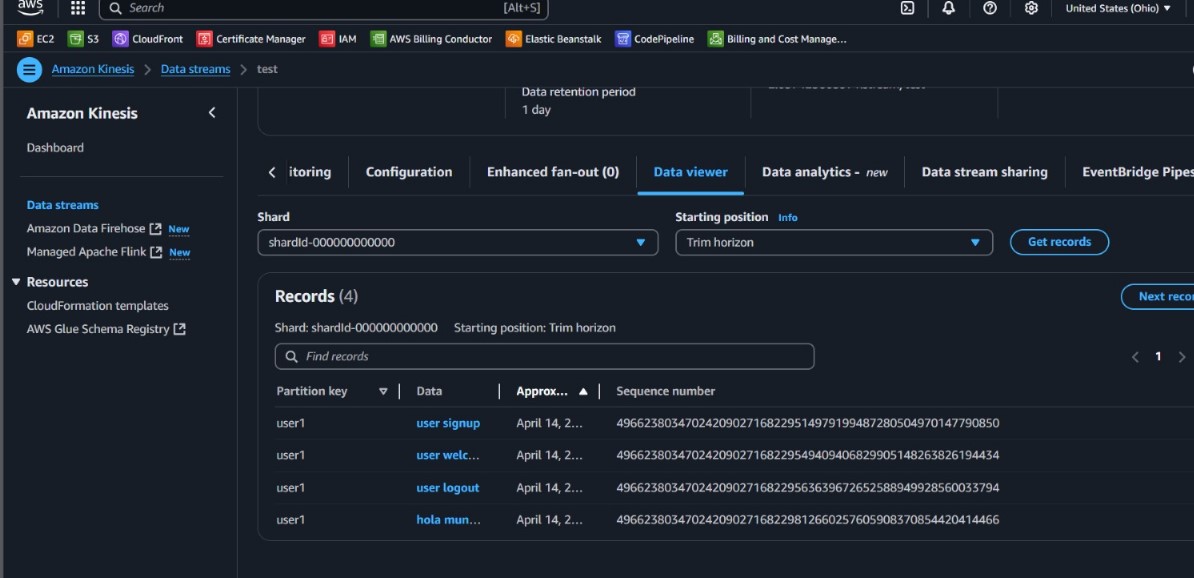 aws
Search [Alt+S] United States (Ohio)
EC2 S3 CloudFront Certificate Manager IAM AWS Billing Conductor Elastic Beanstalk CodePipeline Billing and Cost Manage...
Amazon Kinesis > Data streams > test
Amazon Kinesis
Dashboard
Data streams
Amazon Data Firehose New
Managed Apache Flink New
Resources
CloudFormation templates
AWS Glue Schema Registry
Data retention period
1 day
itoring Configuration Enhanced fan-out (0) Data viewer Data analytics - new Data stream sharing EventBridge Pipes
Shard Starting position Info
shardId-000000000000 Trim horizon Get records
Records (4) Next recor
Shard: shardId-000000000000 Starting position: Trim horizon
Find records 1
Partition key Data Approx... Sequence number
user1 user signup April 14, 2... 49662380347024209027168229514979199487280504970147790850
user1 user welc... April 14, 2... 49662380347024209027168229549409406829905148263826194434
user1 user logout April 14, 2... 49662380347024209027168229563639672652588949928560033794
user1 hola mun... April 14, 2... 49662380347024209027168229812660257605908370854420414466